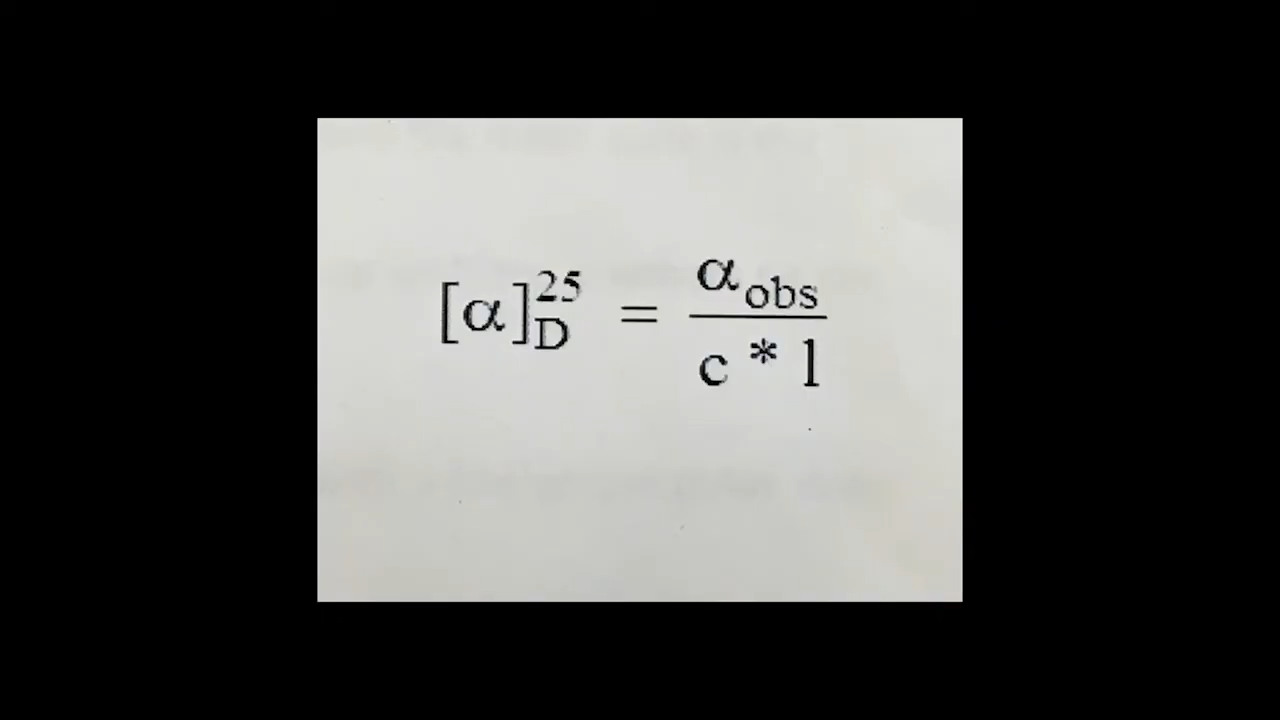 [α]²⁵_D = α_obs / c * l